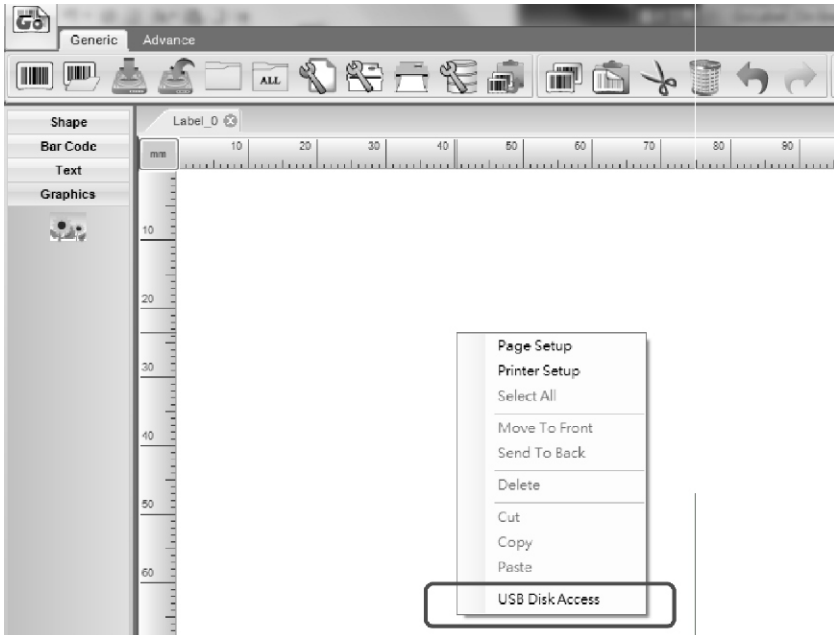 Go
Generic Advance
ALL
Shape
Bar Code
Text
Graphics
Label_0
mm
10 20 30 40 50 60 70 80 90
10
20
30
40
50
60
Page Setup
Printer Setup
Select All
Move To Front
Send To Back
Delete
Cut
Copy
Paste
USB Disk Access